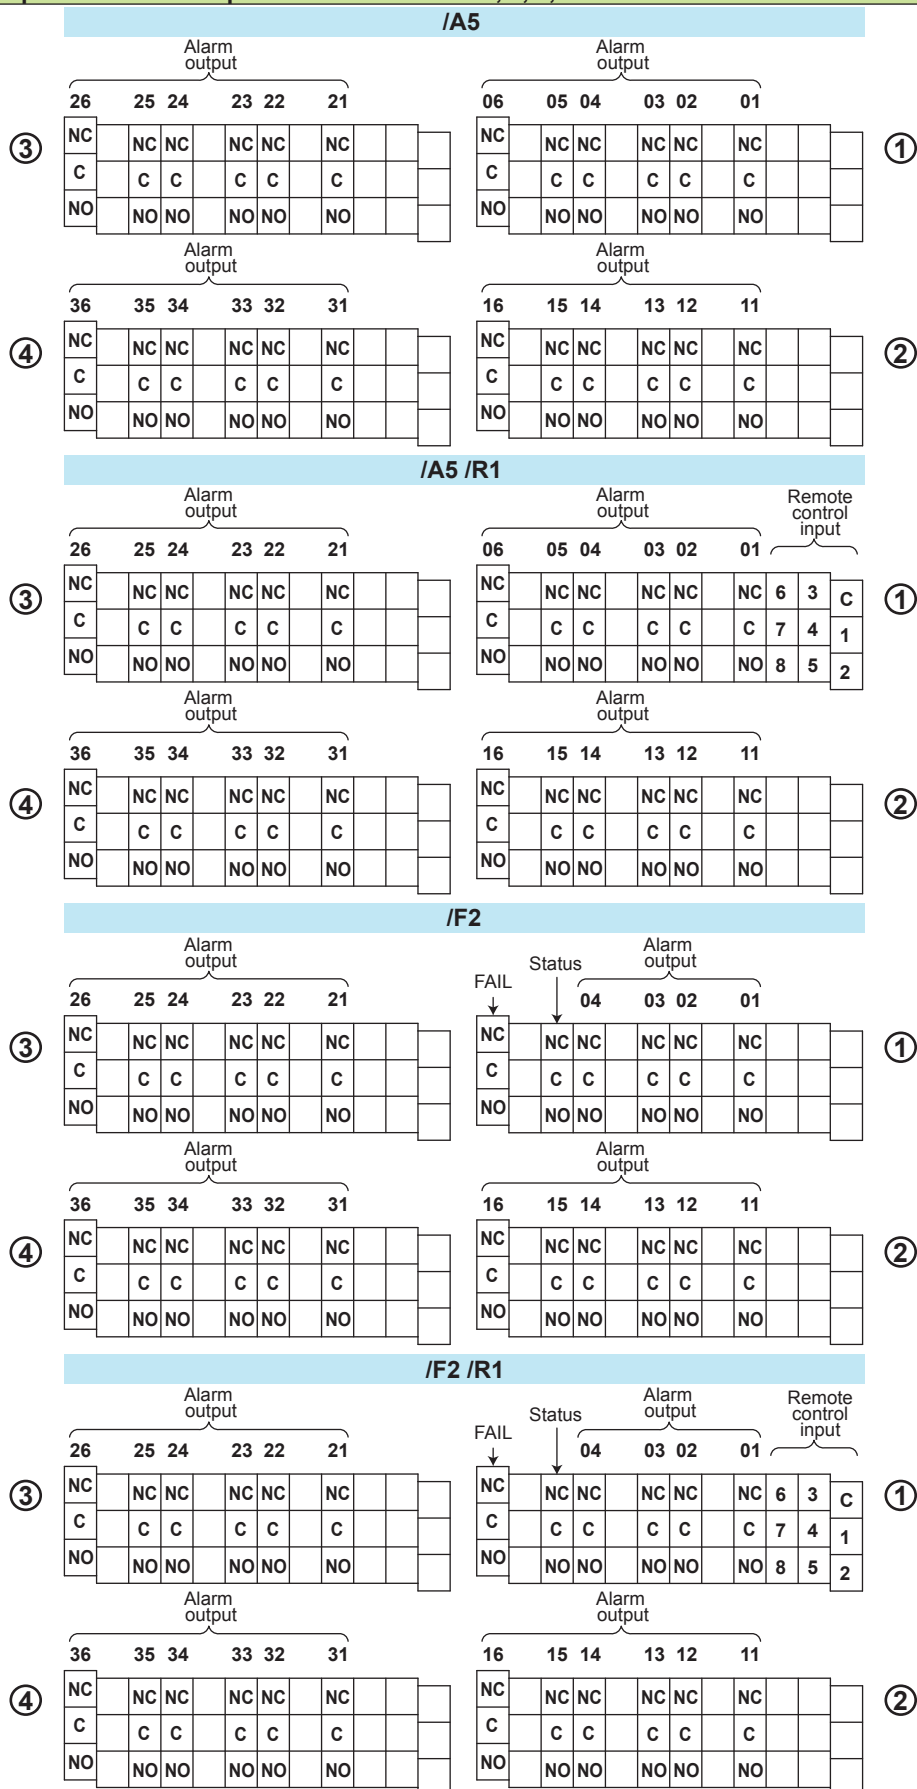 /A5
Alarm output Alarm output
26 25 24 23 22 21 06 05 04 03 02 01
③ NC NC NC NC NC NC NC NC NC NC NC NC ①
C C C C C C C C C C C C
NO NO NO NO NO NO NO NO NO NO NO NO
Alarm output Alarm output
36 35 34 33 32 31 16 15 14 13 12 11
④ NC NC NC NC NC NC NC NC NC NC NC NC ②
C C C C C C C C C C C C
NO NO NO NO NO NO NO NO NO NO NO NO
/A5 /R1
Alarm output Alarm output Remote control input
26 25 24 23 22 21 06 05 04 03 02 01
③ NC NC NC NC NC NC NC NC NC NC NC NC 6 3 C ①
C C C C C C C C C C C C 7 4 1
NO NO NO NO NO NO NO NO NO NO NO NO 8 5 2
Alarm output Alarm output
36 35 34 33 32 31 16 15 14 13 12 11
④ NC NC NC NC NC NC NC NC NC NC NC NC ②
C C C C C C C C C C C C
NO NO NO NO NO NO NO NO NO NO NO NO
/F2
Alarm output FAIL Status Alarm output
26 25 24 23 22 21 04 03 02 01
③ NC NC NC NC NC NC NC NC NC NC NC NC ①
C C C C C C C C C C C C
NO NO NO NO NO NO NO NO NO NO NO NO
Alarm output Alarm output
36 35 34 33 32 31 16 15 14 13 12 11
④ NC NC NC NC NC NC NC NC NC NC NC NC ②
C C C C C C C C C C C C
NO NO NO NO NO NO NO NO NO NO NO NO
/F2 /R1
Alarm output FAIL Status Alarm output Remote control input
26 25 24 23 22 21 04 03 02 01
③ NC NC NC NC NC NC NC NC NC NC NC NC 6 3 C ①
C C C C C C C C C C C C 7 4 1
NO NO NO NO NO NO NO NO NO NO NO NO 8 5 2
Alarm output Alarm output
36 35 34 33 32 31 16 15 14 13 12 11
④ NC NC NC NC NC NC NC NC NC NC NC NC ②
C C C C C C C C C C C C
NO NO NO NO NO NO NO NO NO NO NO NO